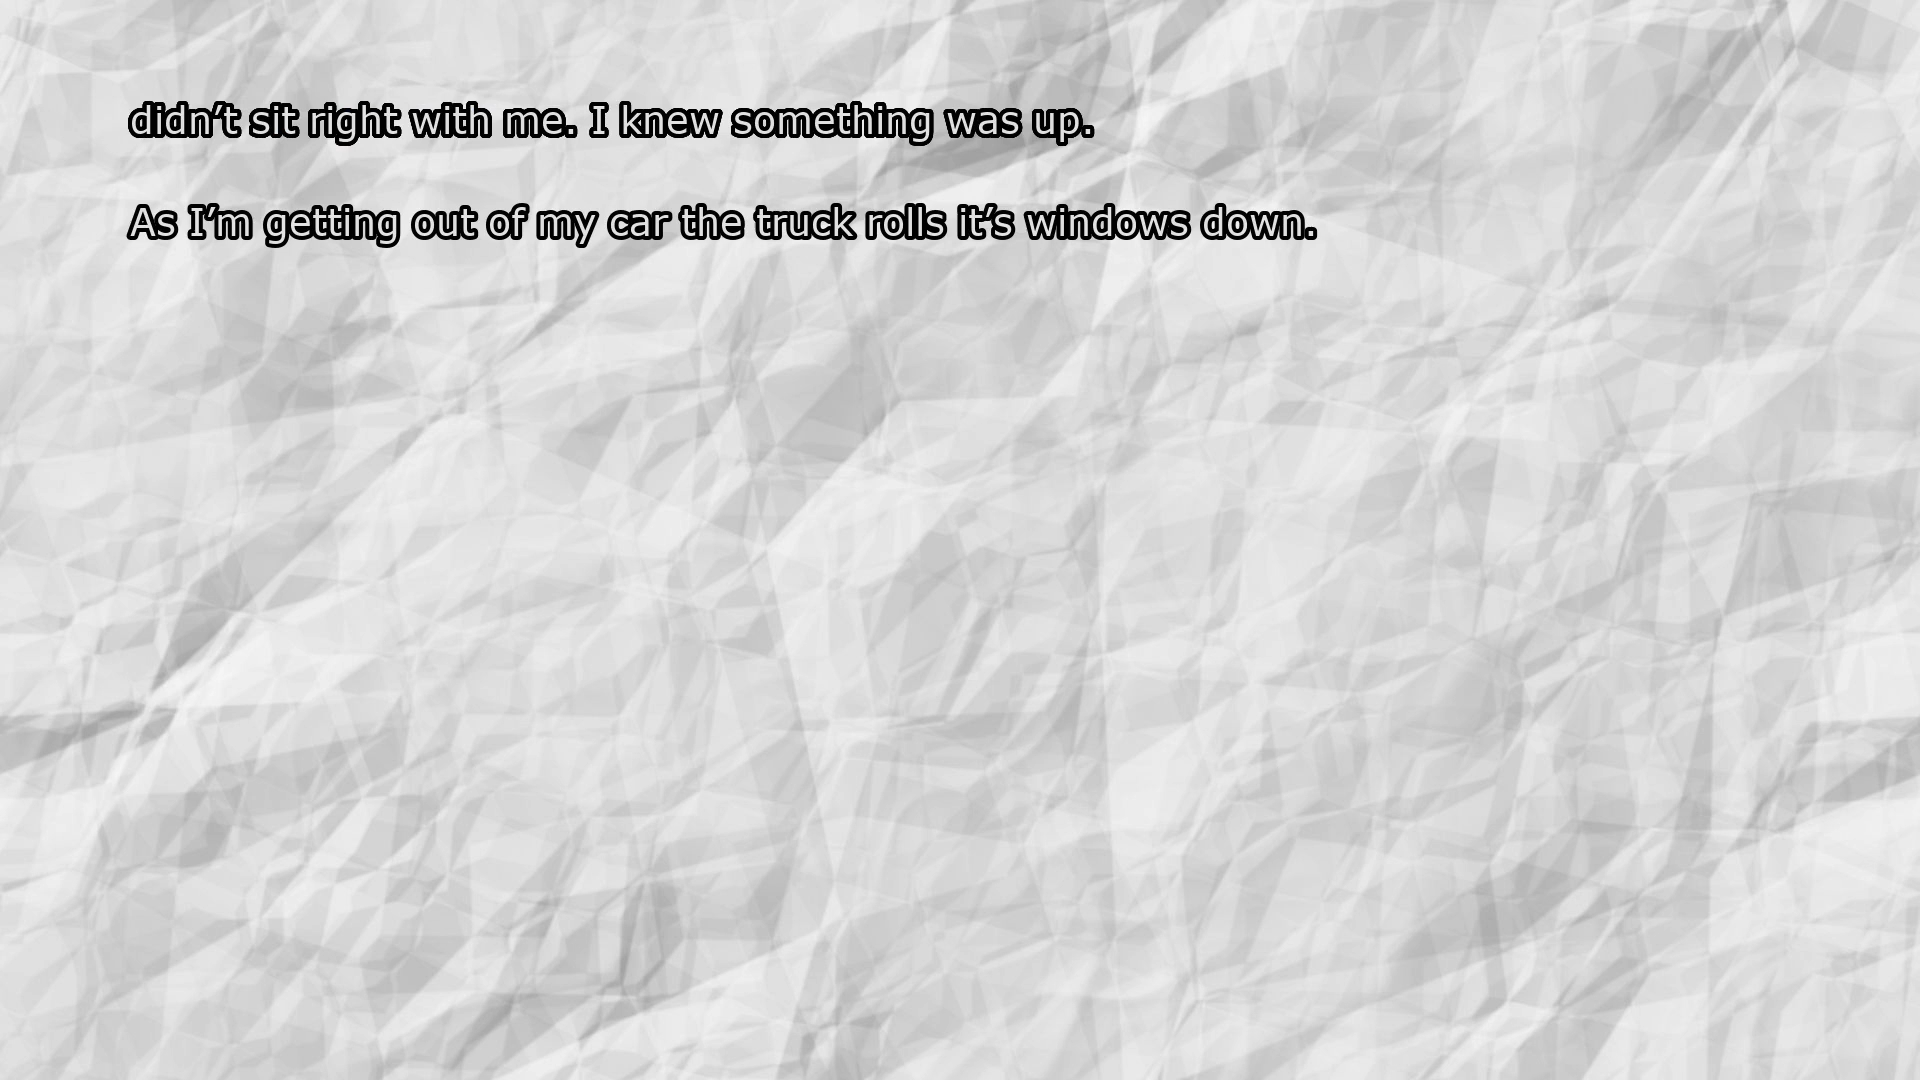 didn’t sit right with me. I knew something was up.
As I’m getting out of my car the truck rolls it’s windows down.